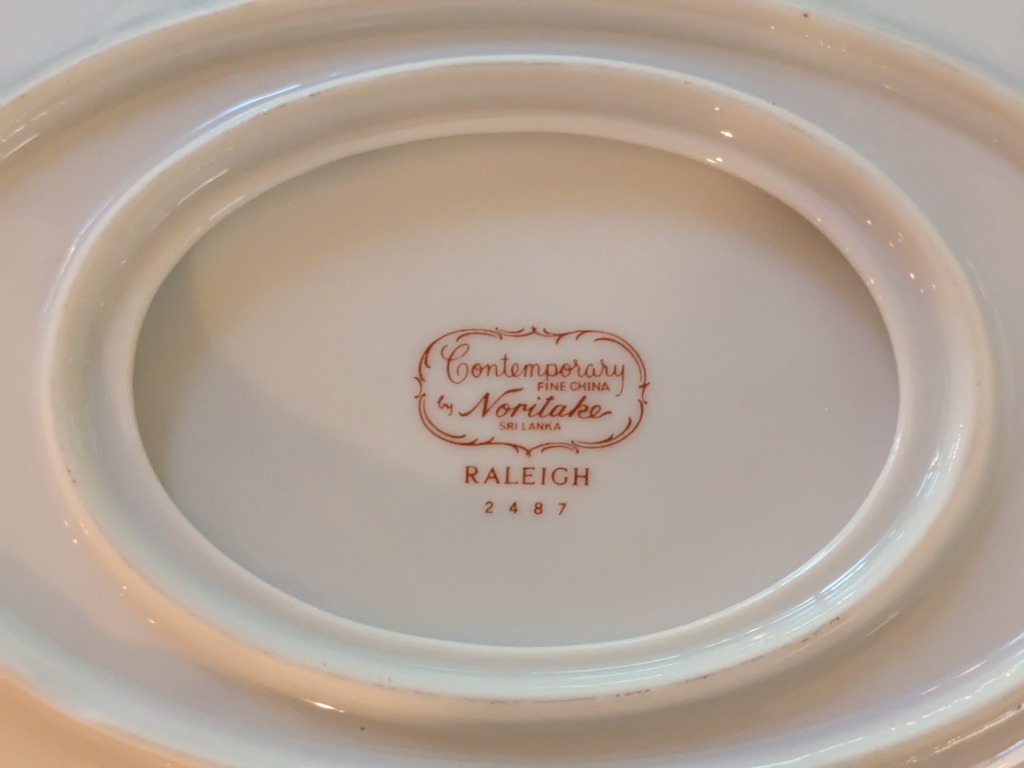 Contemporary
FINE CHINA
by Noritake
SRI LANKA
RALEIGH
2487